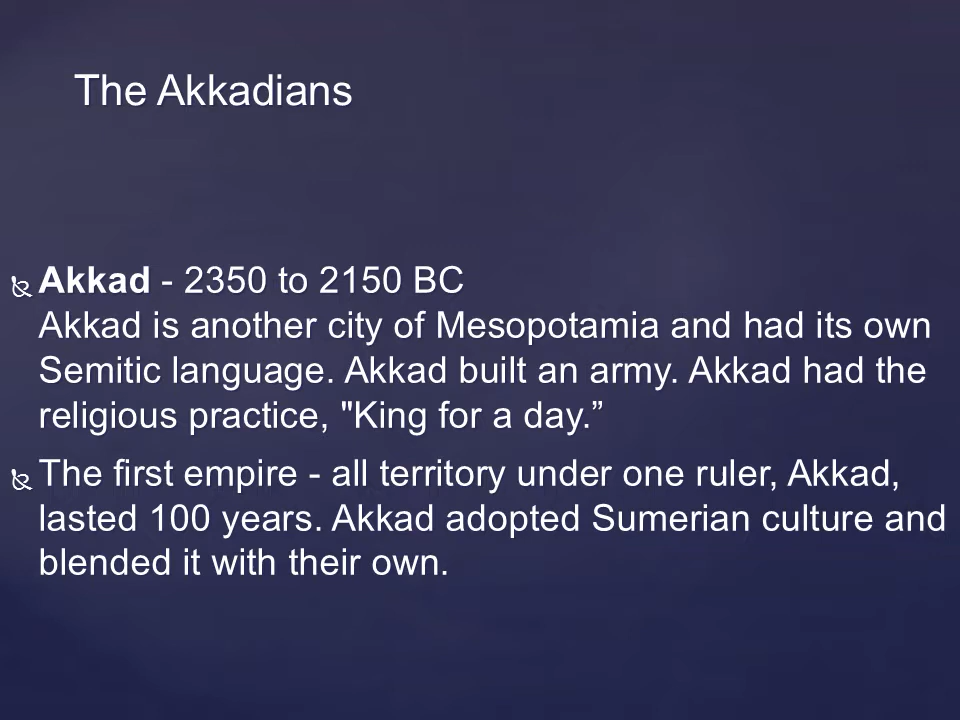 The Akkadians
Akkad - 2350 to 2150 BC
Akkad is another city of Mesopotamia and had its own
Semitic language. Akkad built an army. Akkad had the
religious practice, "King for a day.”
The first empire - all territory under one ruler, Akkad,
lasted 100 years. Akkad adopted Sumerian culture and
blended it with their own.